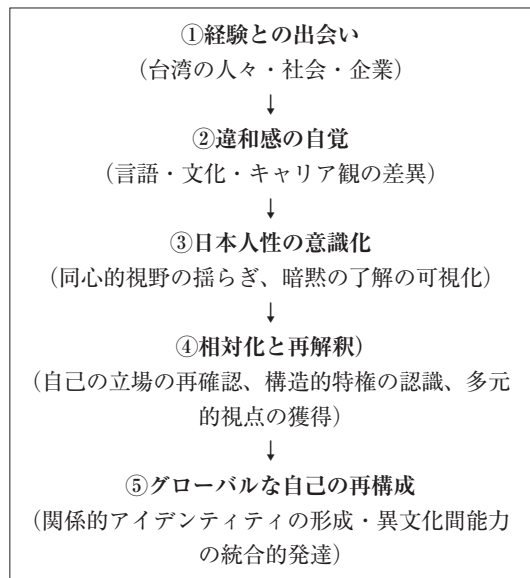 ①経験との出会い
（台湾の人々・社会・企業）
↓
②違和感の自覚
（言語・文化・キャリア観の差異）
↓
③日本人性の意識化
（同心的視野の揺らぎ、暗黙の了解の可視化）
↓
④相対化と再解釈）
（自己の立場の再確認、構造的特権の認識、多元
的視点の獲得）
↓
⑤グローバルな自己の再構成
（関係的アイデンティティの形成・異文化間能力
の統合的発達）